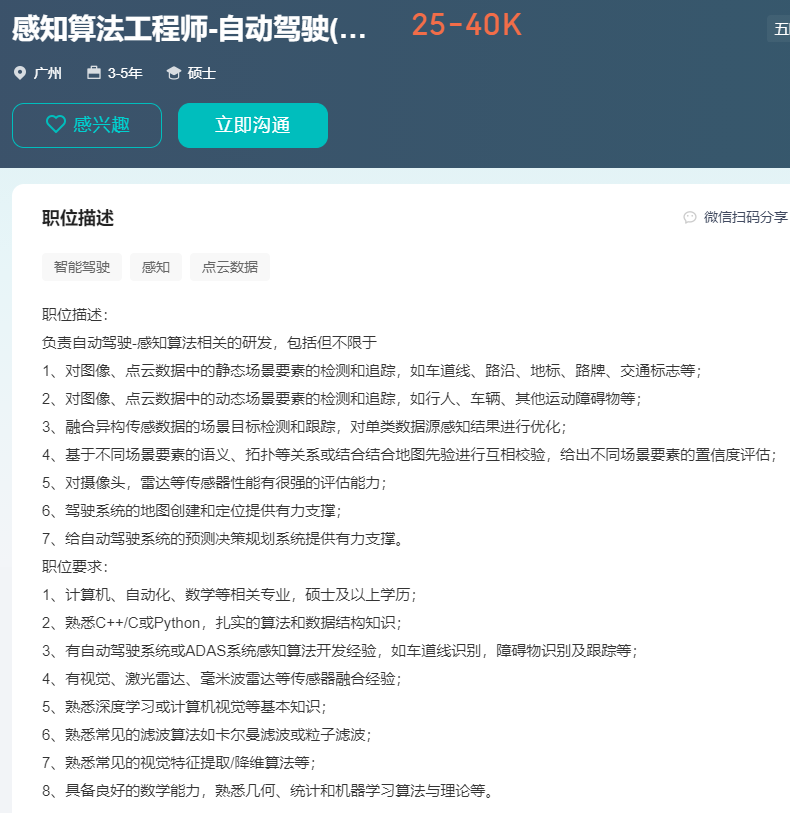 感知算法工程师-自动驾驶(... 25-40K
广州 3-5年 硕士
感兴趣 立即沟通
职位描述 微信扫码分享
智能驾驶 感知 点云数据
职位描述：
负责自动驾驶-感知算法相关的研发，包括但不限于
1、对图像、点云数据中的静态场景要素的检测和追踪，如车道线、路沿、地标、路牌、交通标志等；
2、对图像、点云数据中的动态场景要素的检测和追踪，如行人、车辆、其他运动障碍物等；
3、融合异构传感数据的场景目标检测和跟踪，对单类数据源感知结果进行优化；
4、基于不同场景要素的语义、拓扑等关系或结合结合地图先验进行互相校验，给出不同场景要素的置信度评估；
5、对摄像头，雷达等传感器性能有很强的评估能力；
6、驾驶系统的地图创建和定位提供有力支撑；
7、给自动驾驶系统的预测决策规划系统提供有力支撑。
职位要求：
1、计算机、自动化、数学等相关专业，硕士及以上学历；
2、熟悉C++/C或Python，扎实的算法和数据结构知识；
3、有自动驾驶系统或ADAS系统感知算法开发经验，如车道线识别，障碍物识别及跟踪等；
4、有视觉、激光雷达、毫米波雷达等传感器融合经验；
5、熟悉深度学习或计算机视觉等基本知识；
6、熟悉常见的滤波算法如卡尔曼滤波或粒子滤波；
7、熟悉常见的视觉特征提取/降维算法等；
8、具备良好的数学能力，熟悉几何、统计和机器学习算法与理论等。